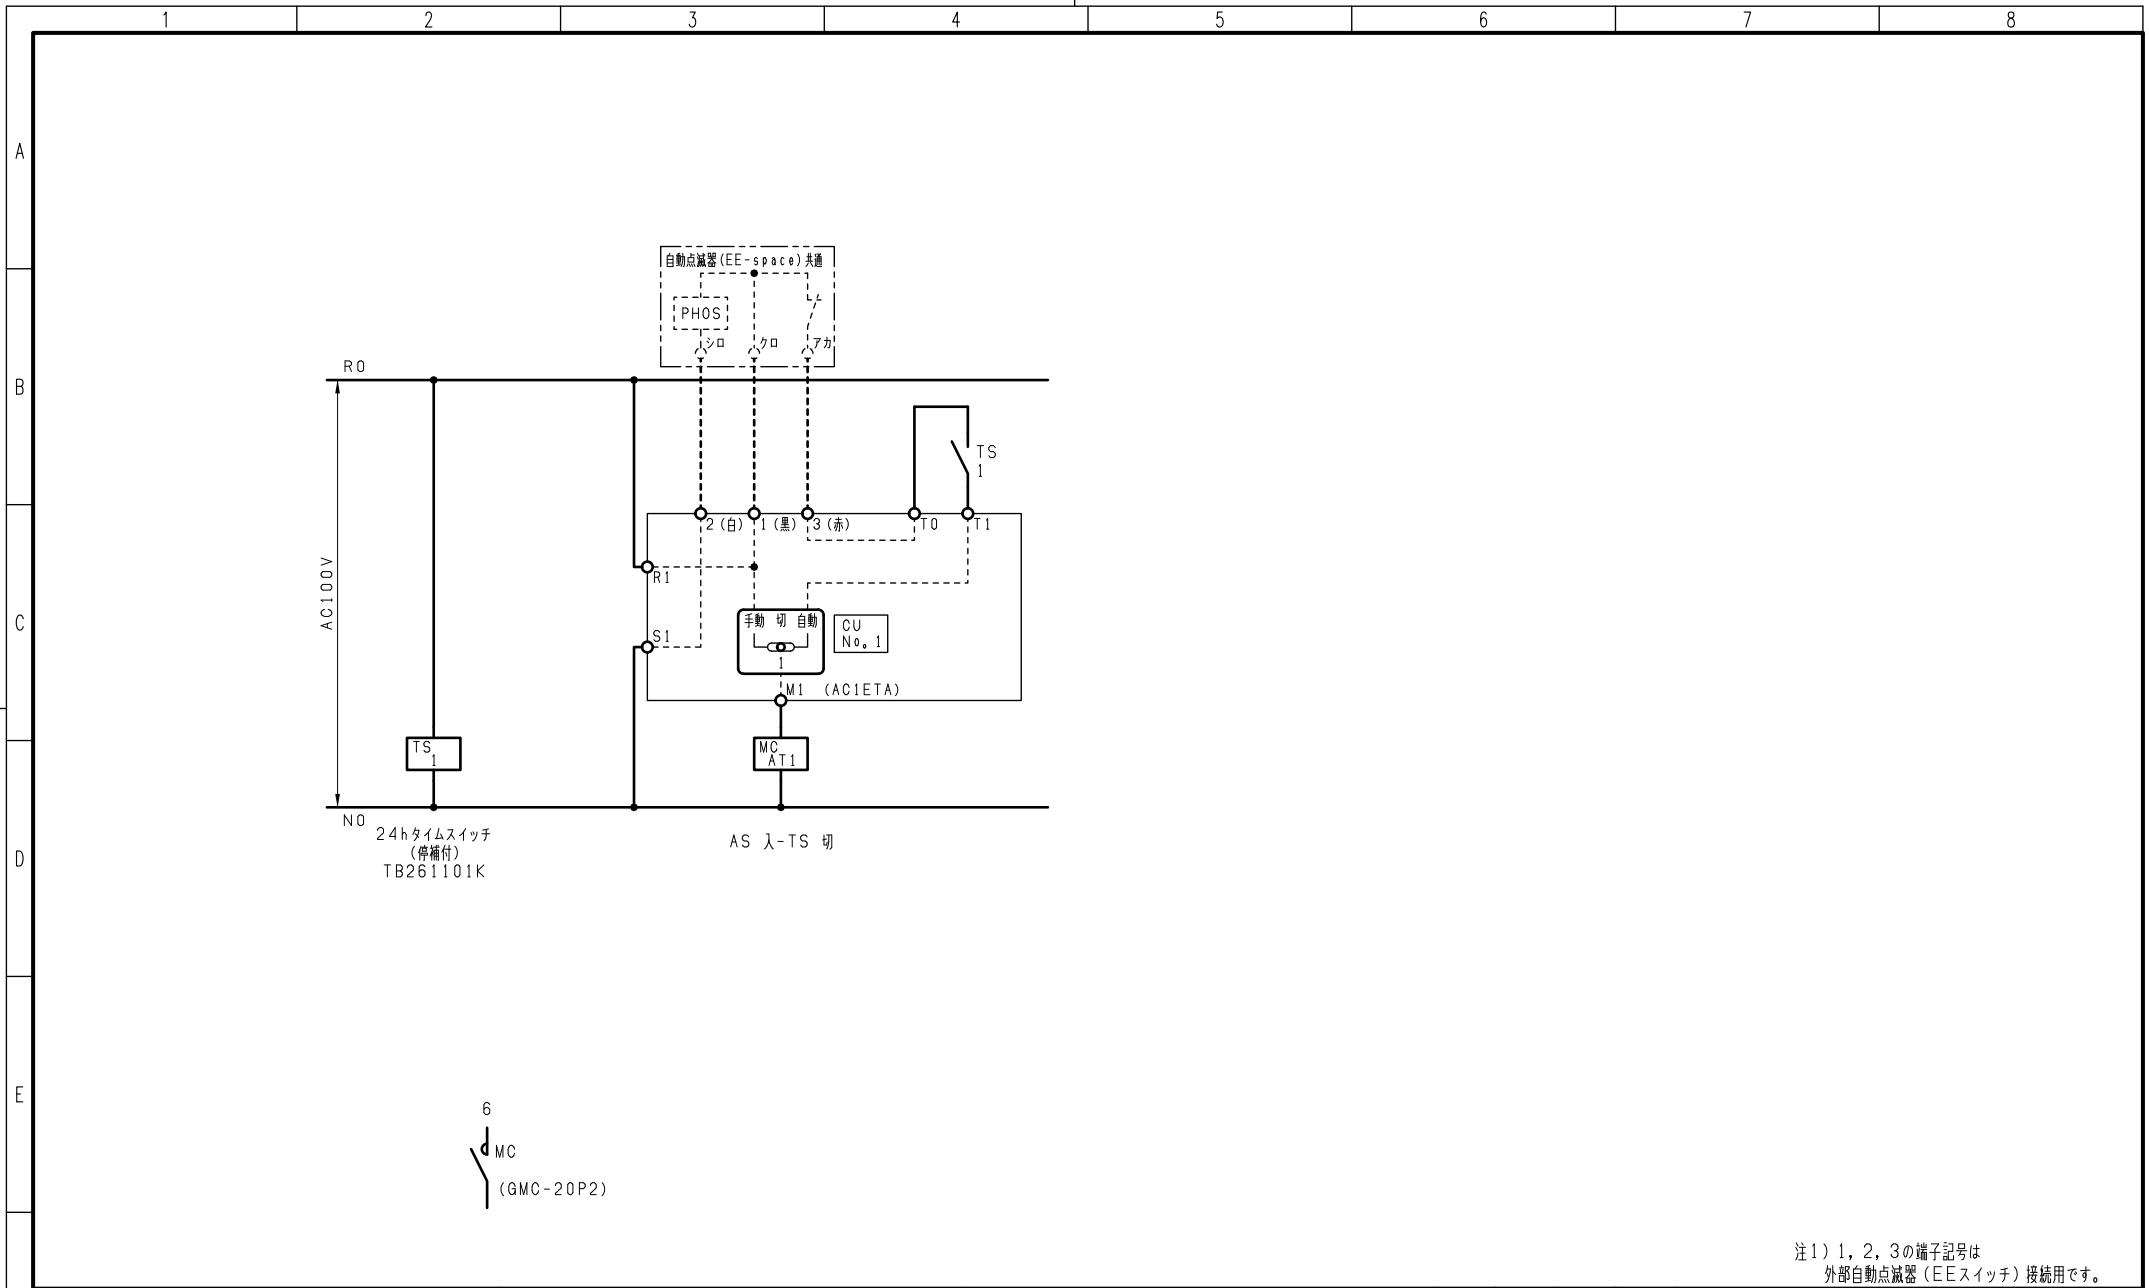 1 2 3 4 5 6 7 8
A
自動点滅器(EE-space)共通
PHOS
シロ クロ アカ
R0
B
TS
1
2(白) 1(黒) 3(赤) T0 T1
R1
AC100V
C
手動 切 自動
CU
No。1
S1
1
M1 (AC1ETA)
TS
1
MC
AT1
N0
24hタイムスイッチ
(停補付)
TB261101K
AS 入-TS 切
D
E
6
MC
(GMC-20P2)
注1)1,2,3の端子記号は
外部自動点滅器(EEスイッチ)接続用です。